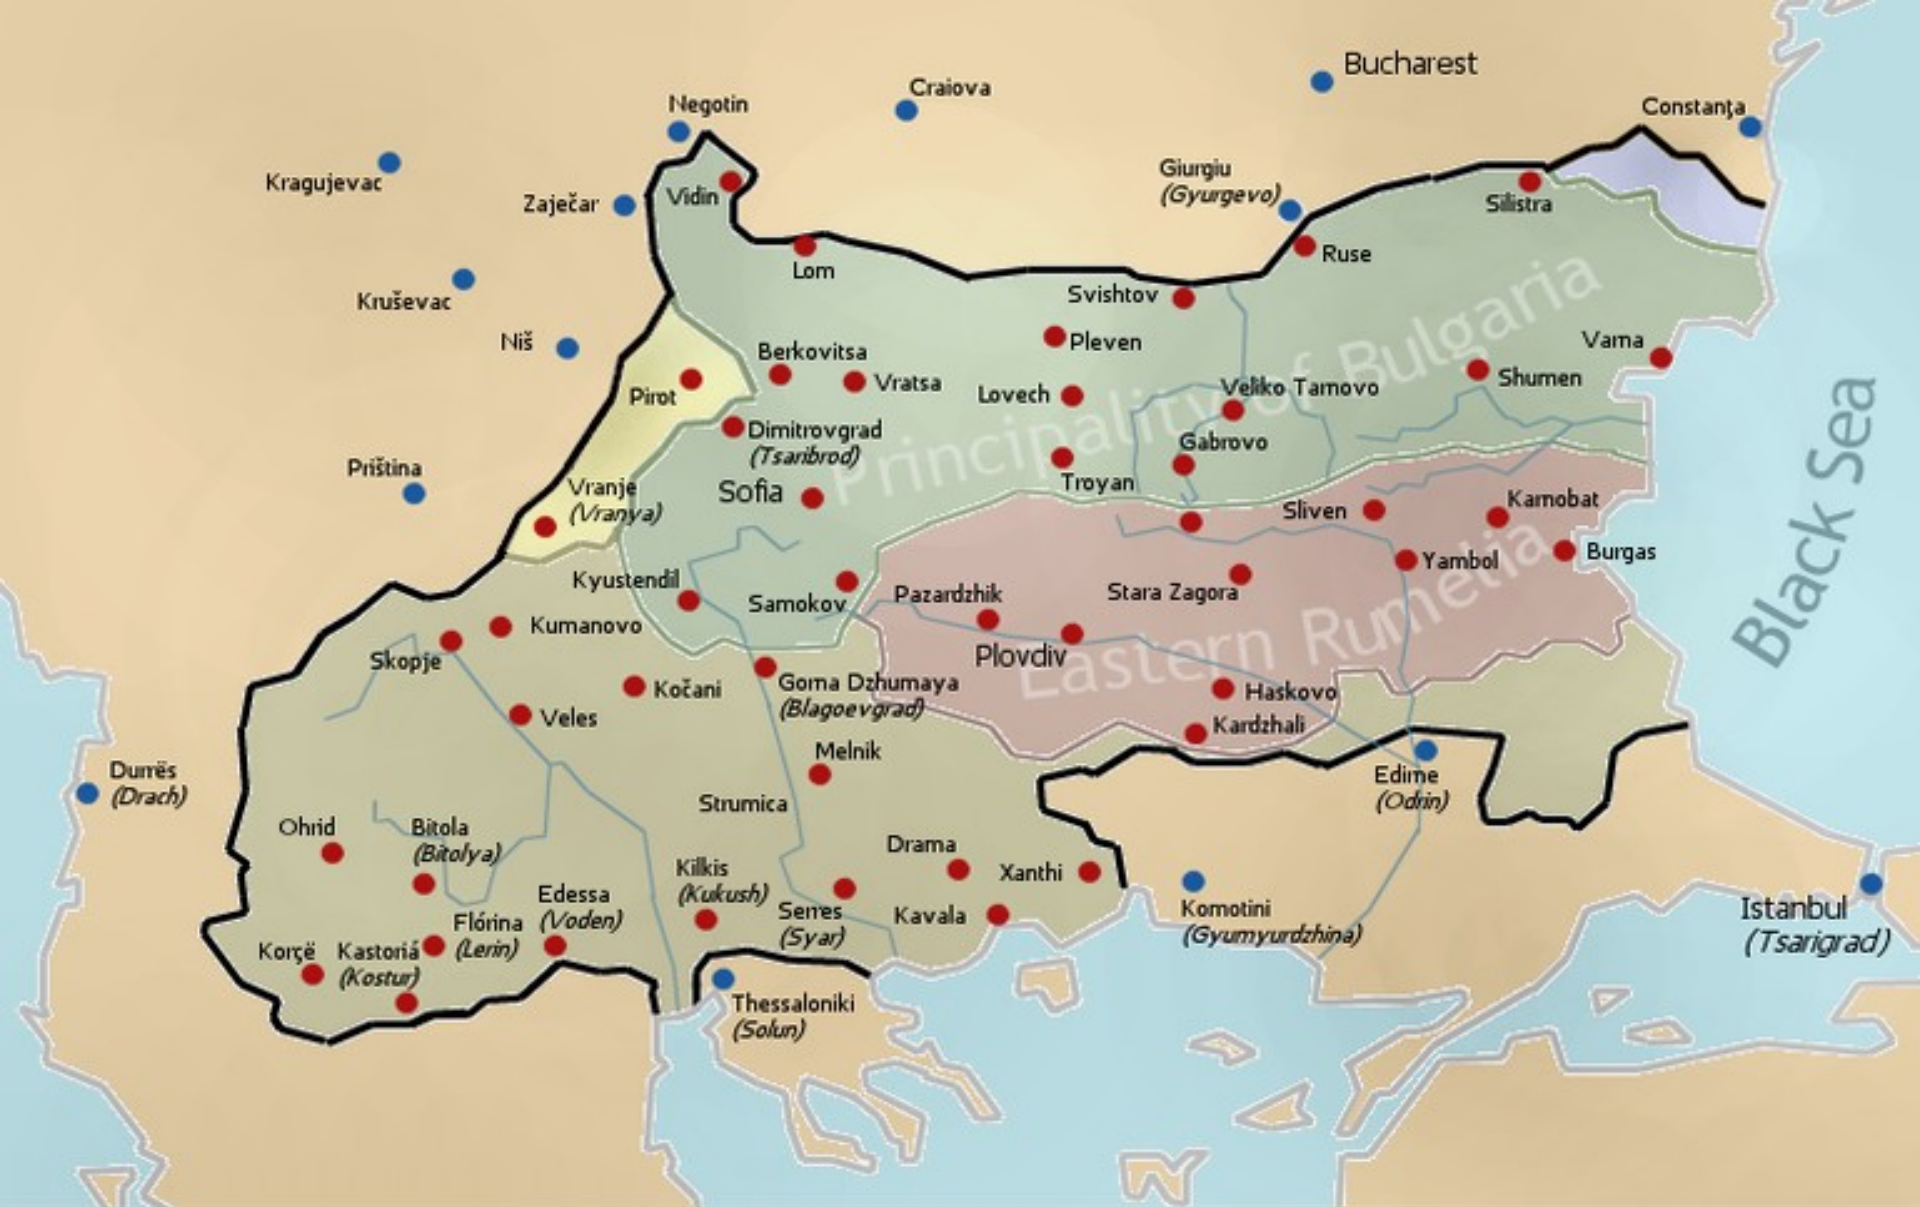 Bucharest
Craiova
Negotin
Constanţa
Kragujevac
Giurgiu
(Gyurgevo)
Zaječar
Vidin
Silistra
Ruse
Lom
Kruševac
Svishtov
Niš
Pleven
Varna
Berkovitsa
Vratsa
Shumen
Pirot
Lovech
Veliko Tarnovo
Principality of Bulgaria
Dimitrovgrad
(Tsaribrod)
Gabrovo
Priština
Troyan
Vranje
(Vranya)
Sofia
Sliven
Karnobat
Black Sea
Burgas
Yambol
Kyustendil
Samokov
Pazardzhik
Stara Zagora
Eastern Rumelia
Kumanovo
Skopje
Plovdiv
Kočani
Gorna Dzhumaya
(Blagoevgrad)
Haskovo
Veles
Kardzhali
Melnik
Durrës
(Drach)
Edirne
(Odrin)
Strumica
Ohrid
Bitola
(Bitolya)
Drama
Xanthi
Kilkis
(Kukush)
Edessa
(Voden)
Serres
(Syar)
Kavala
Komotini
(Gyumyurdzhina)
Istanbul
(Tsarigrad)
Flórina
(Lerin)
Korçë
Kastoriá
(Kostur)
Thessaloniki
(Solun)